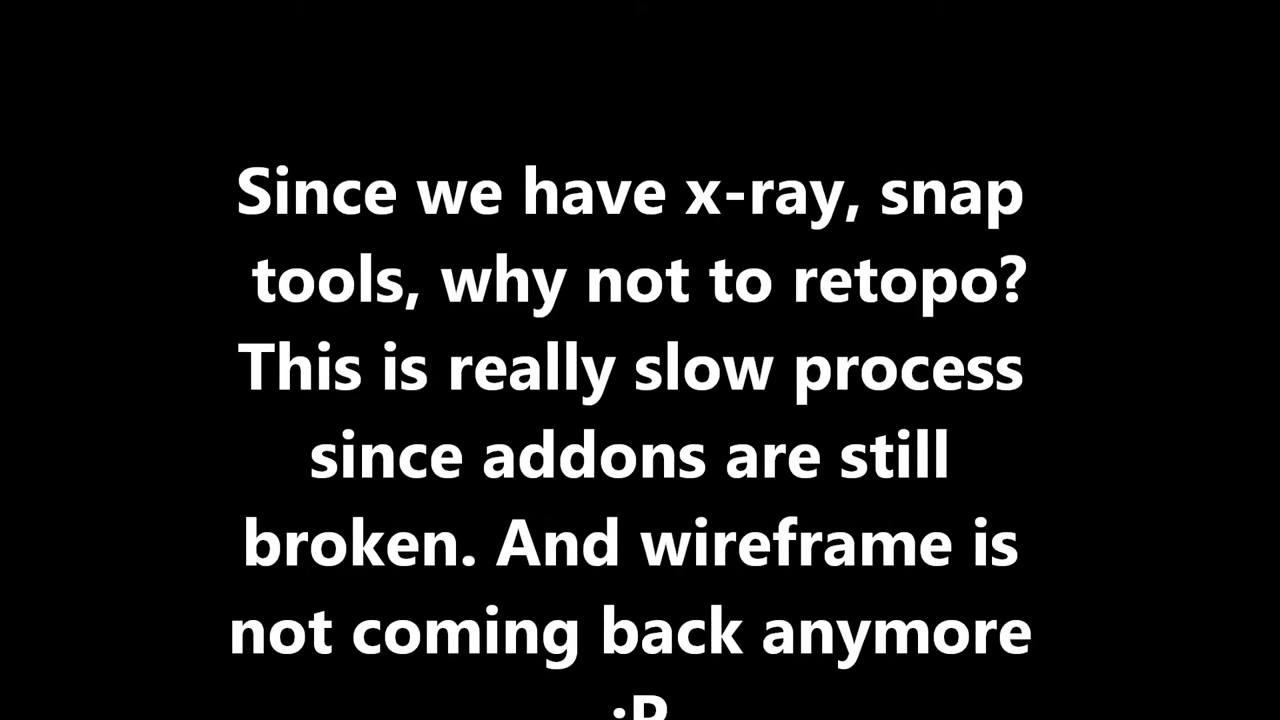 Since we have x-ray, snap
tools, why not to retopo?
This is really slow process
since addons are still
broken. And wireframe is
not coming back anymore
:P